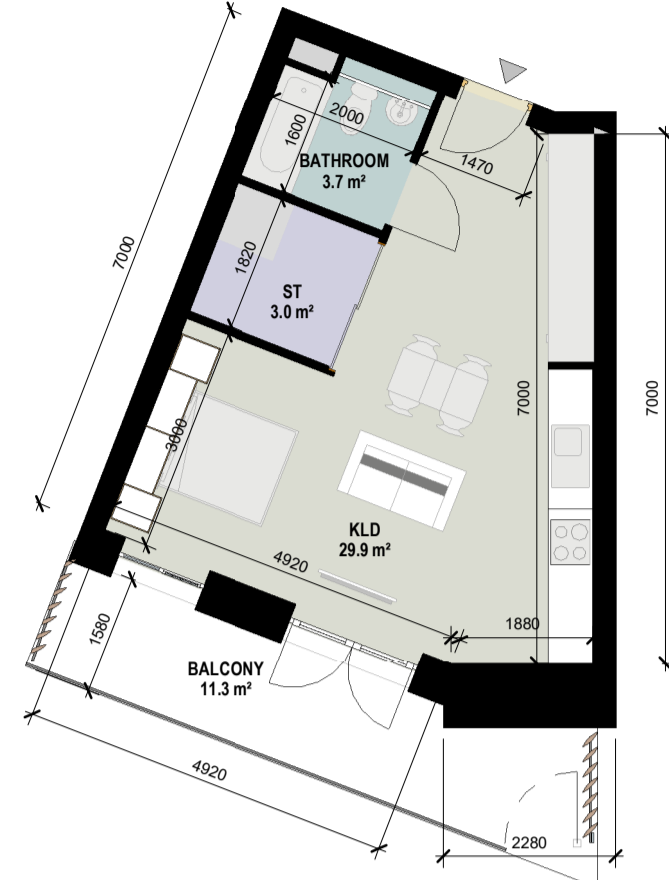 2000
1600
BATHROOM
3.7 m²
1470
7000
1820
ST
3.0 m²
7000
7000
3000
KLD
29.9 m²
4920
1880
1580
BALCONY
11.3 m²
4920
2280